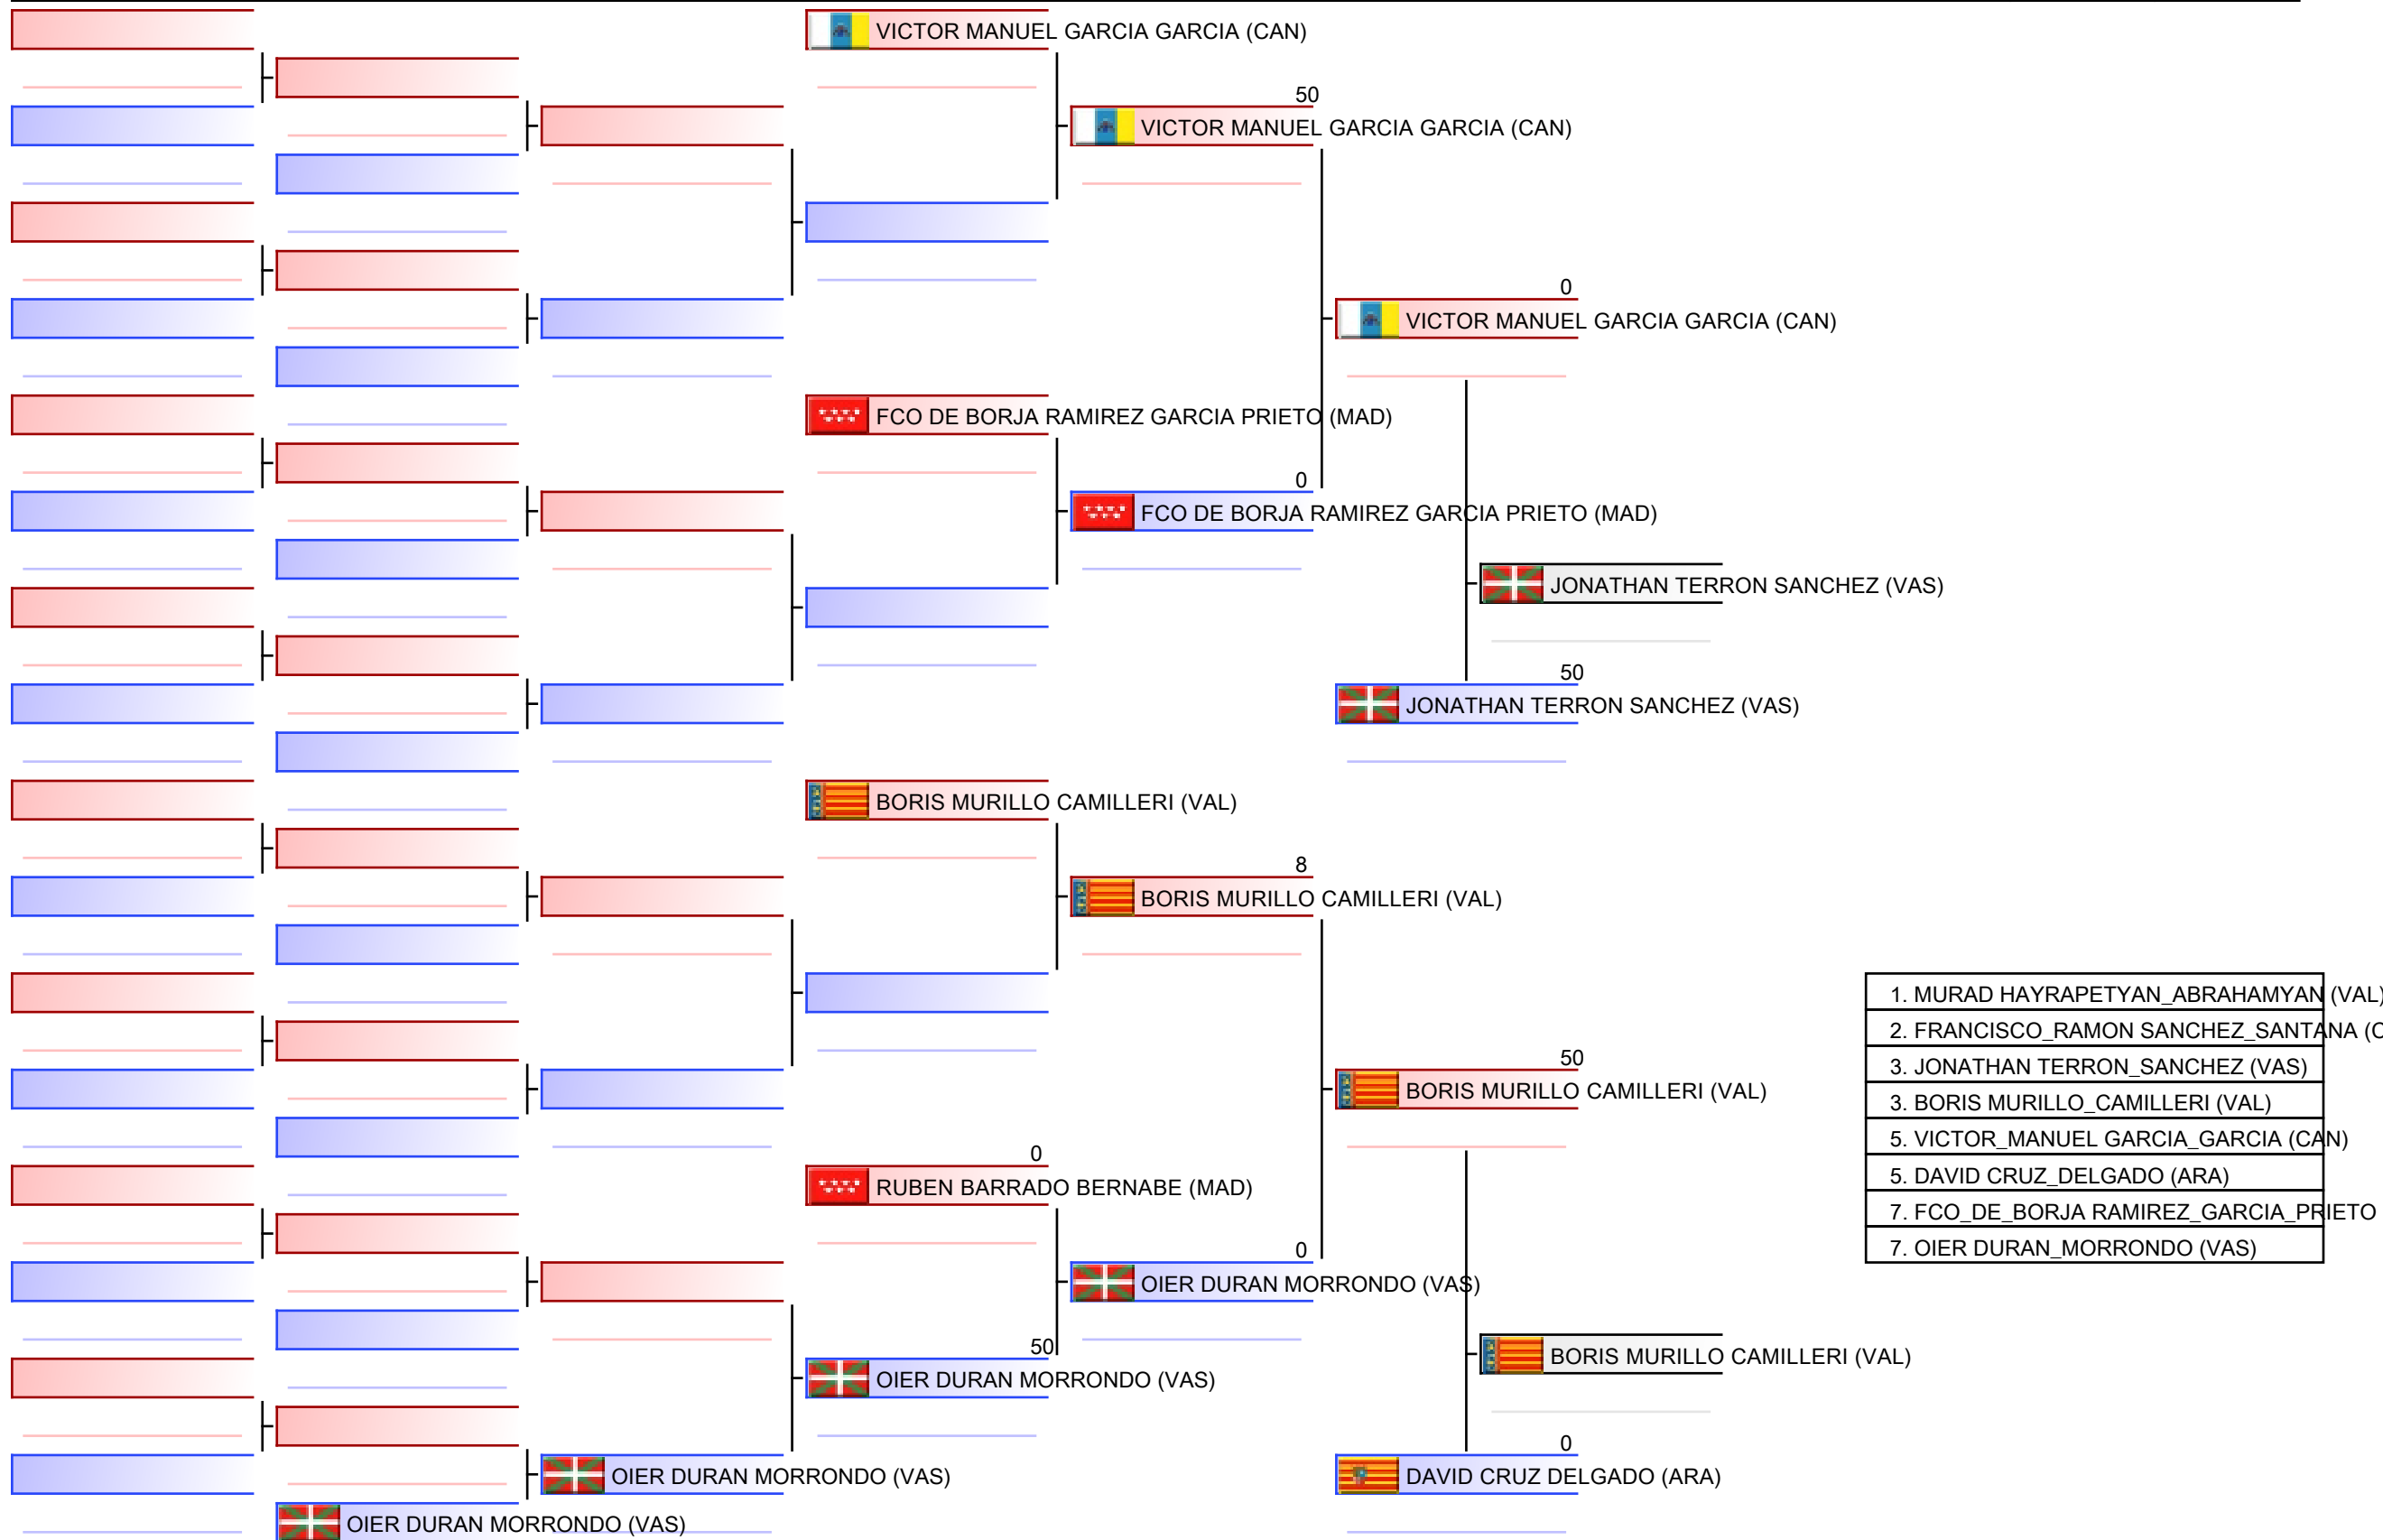 VICTOR MANUEL GARCIA GARCIA (CAN)
50
VICTOR MANUEL GARCIA GARCIA (CAN)
0
VICTOR MANUEL GARCIA GARCIA (CAN)
FCO DE BORJA RAMIREZ GARCIA PRIETO (MAD)
0
FCO DE BORJA RAMIREZ GARCIA PRIETO (MAD)
JONATHAN TERRON SANCHEZ (VAS)
50
JONATHAN TERRON SANCHEZ (VAS)
BORIS MURILLO CAMILLERI (VAL)
8
BORIS MURILLO CAMILLERI (VAL)
1. MURAD HAYRAPETYAN_ABRAHAMYAN (VAL)
2. FRANCISCO_RAMON SANCHEZ_SANTANA (C
3. JONATHAN TERRON_SANCHEZ (VAS)
3. BORIS MURILLO_CAMILLERI (VAL)
5. VICTOR_MANUEL GARCIA_GARCIA (CAN)
5. DAVID CRUZ_DELGADO (ARA)
7. FCO_DE_BORJA RAMIREZ_GARCIA_PRIETO
7. OIER DURAN_MORRONDO (VAS)
50
BORIS MURILLO CAMILLERI (VAL)
0
RUBEN BARRADO BERNABE (MAD)
0
OIER DURAN MORRONDO (VAS)
50
OIER DURAN MORRONDO (VAS)
BORIS MURILLO CAMILLERI (VAL)
0
DAVID CRUZ DELGADO (ARA)
OIER DURAN MORRONDO (VAS)
OIER DURAN MORRONDO (VAS)